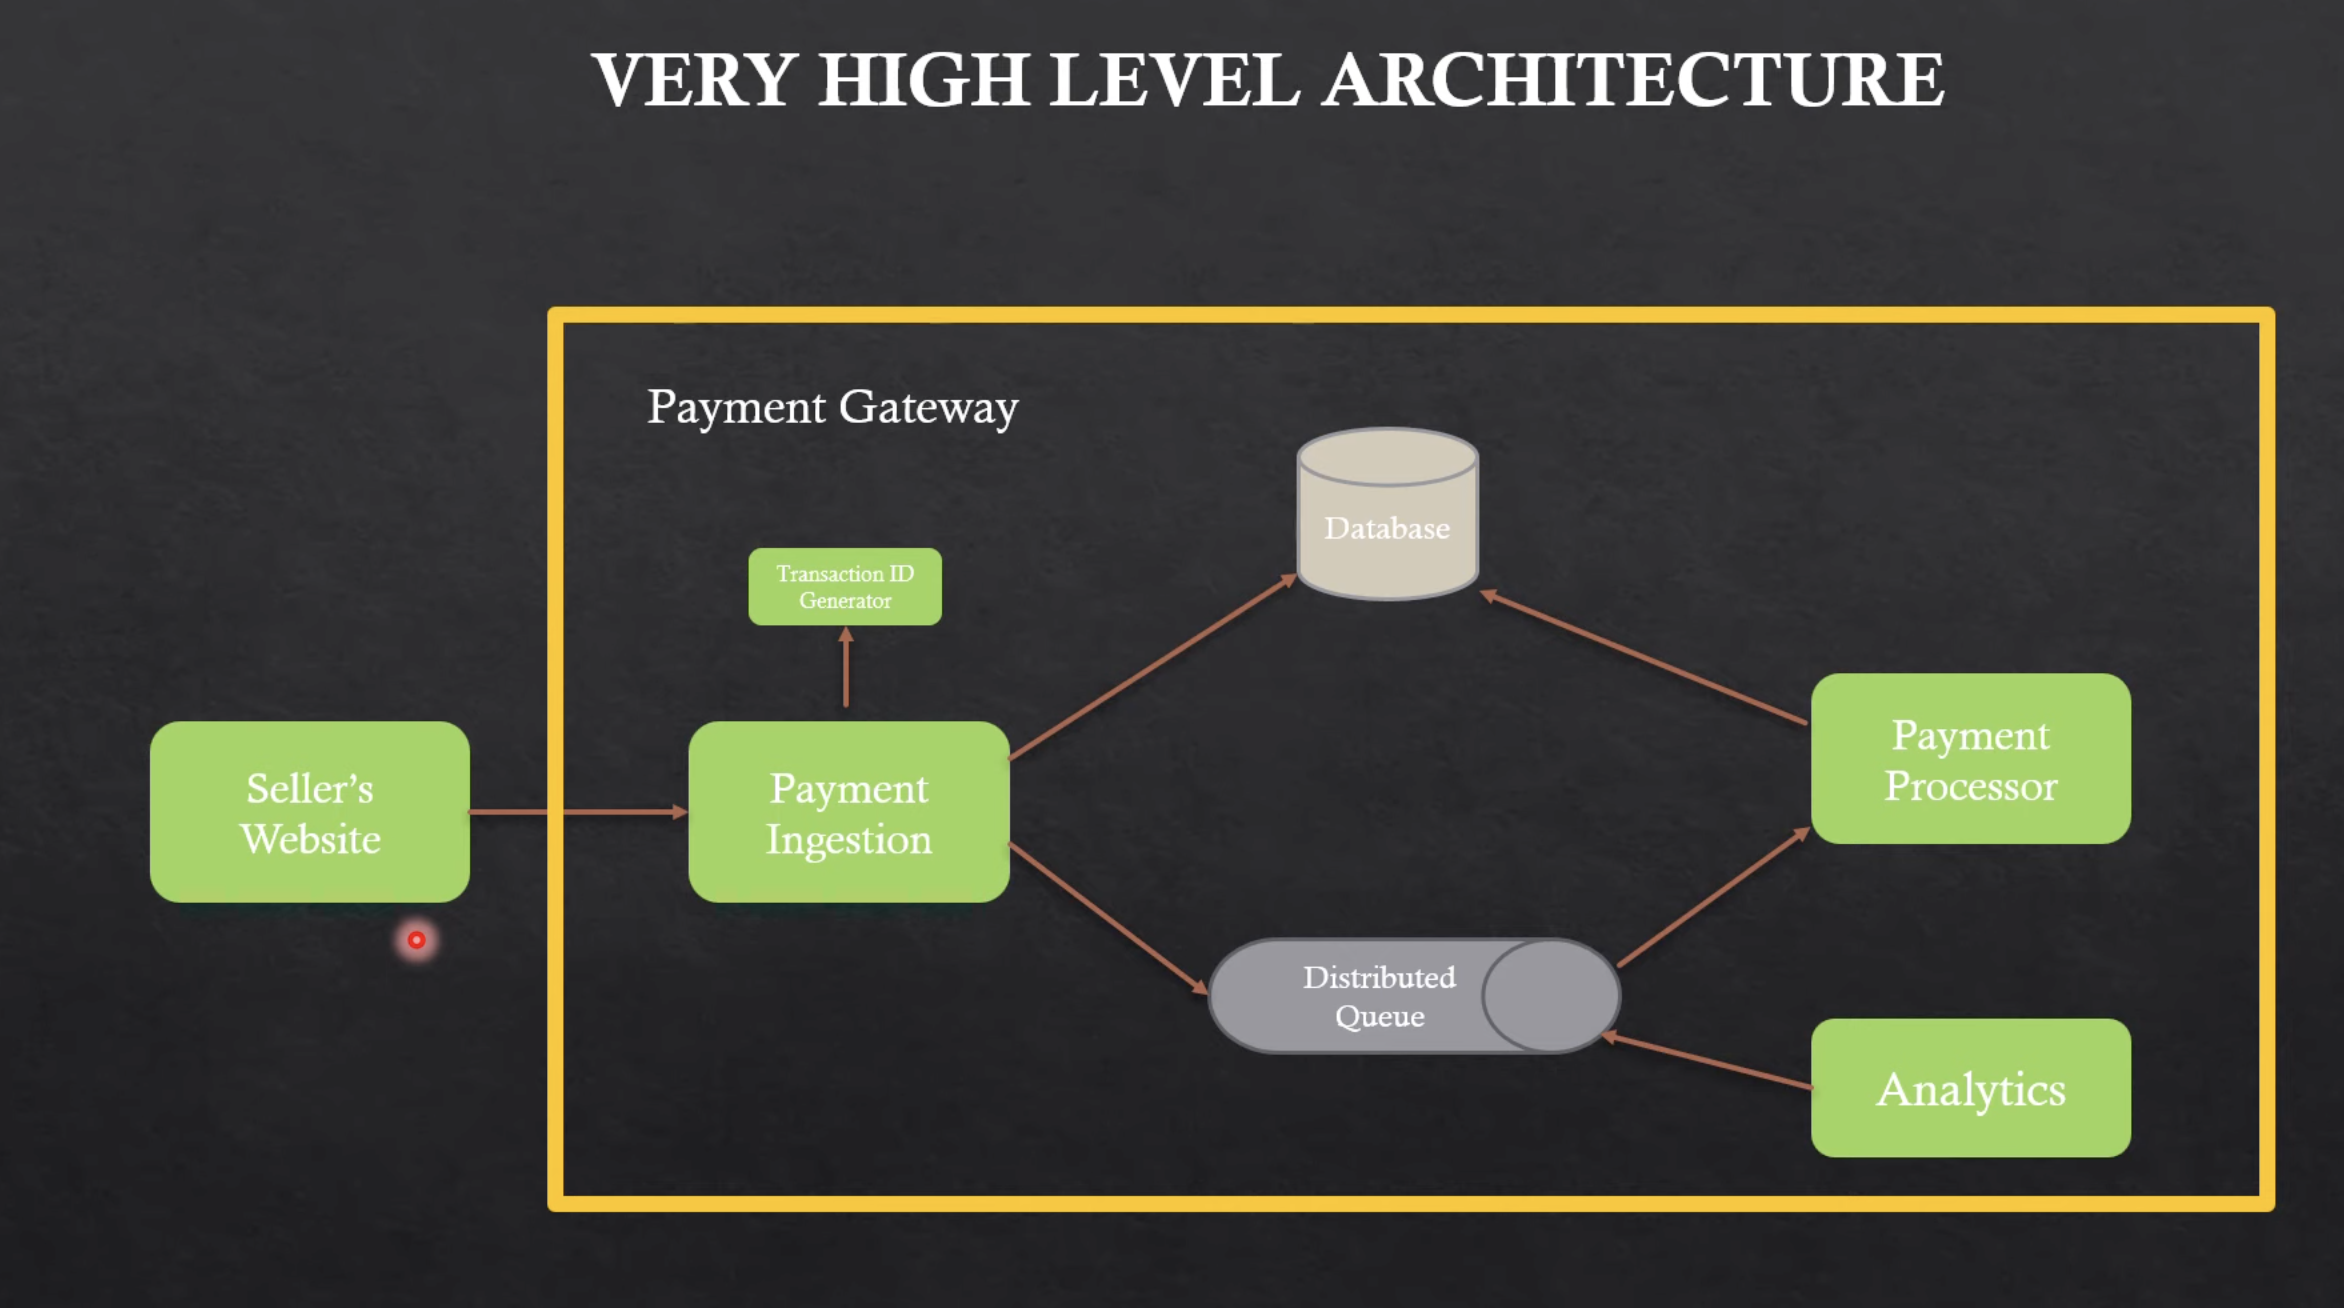 VERY HIGH LEVEL ARCHITECTURE
Payment Gateway
Database
Transaction ID
Generator
Seller’s
Website
Payment
Ingestion
Payment
Processor
Distributed
Queue
Analytics